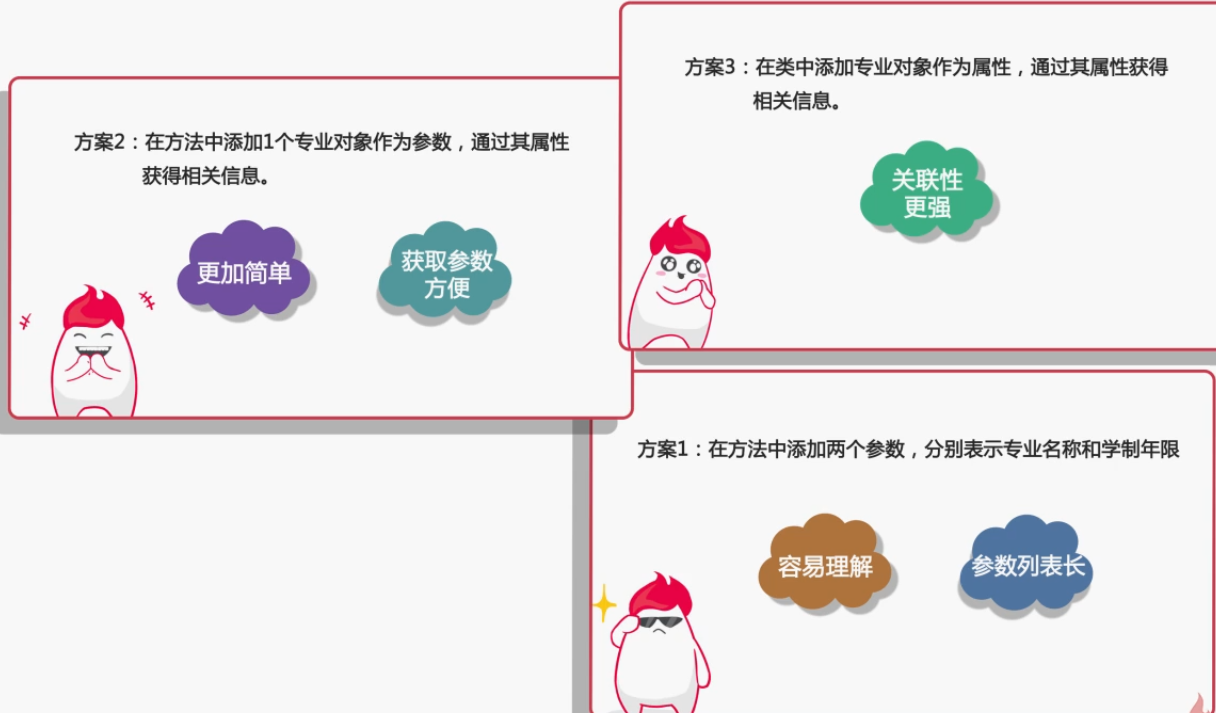 方案3：在类中添加专业对象作为属性，通过其属性获得
相关信息。
关联性
更强
方案2：在方法中添加1个专业对象作为参数，通过其属性
获得相关信息。
更加简单
获取参数
方便
方案1：在方法中添加两个参数，分别表示专业名称和学制年限
容易理解
参数列表长